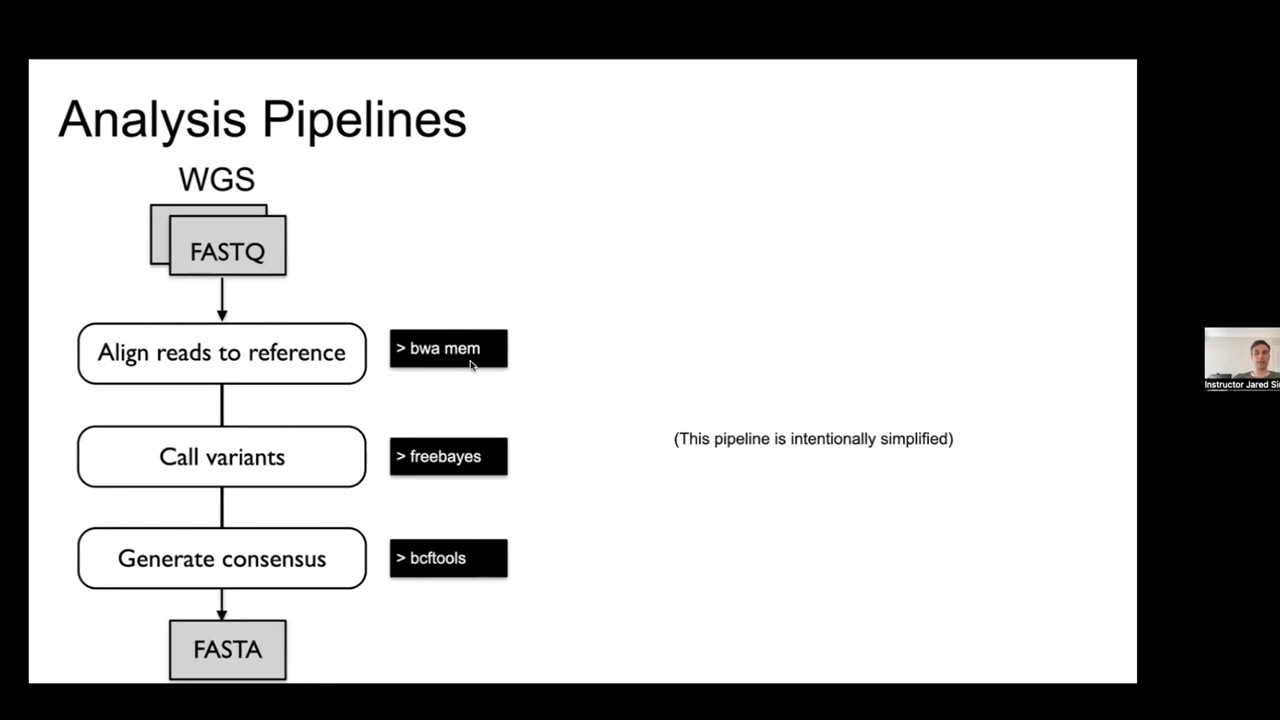 Analysis Pipelines
WGS
FASTQ
Align reads to reference
> bwa mem
(This pipeline is intentionally simplified)
Call variants
> freebayes
Generate consensus
> bcftools
FASTA
Instructor Jared